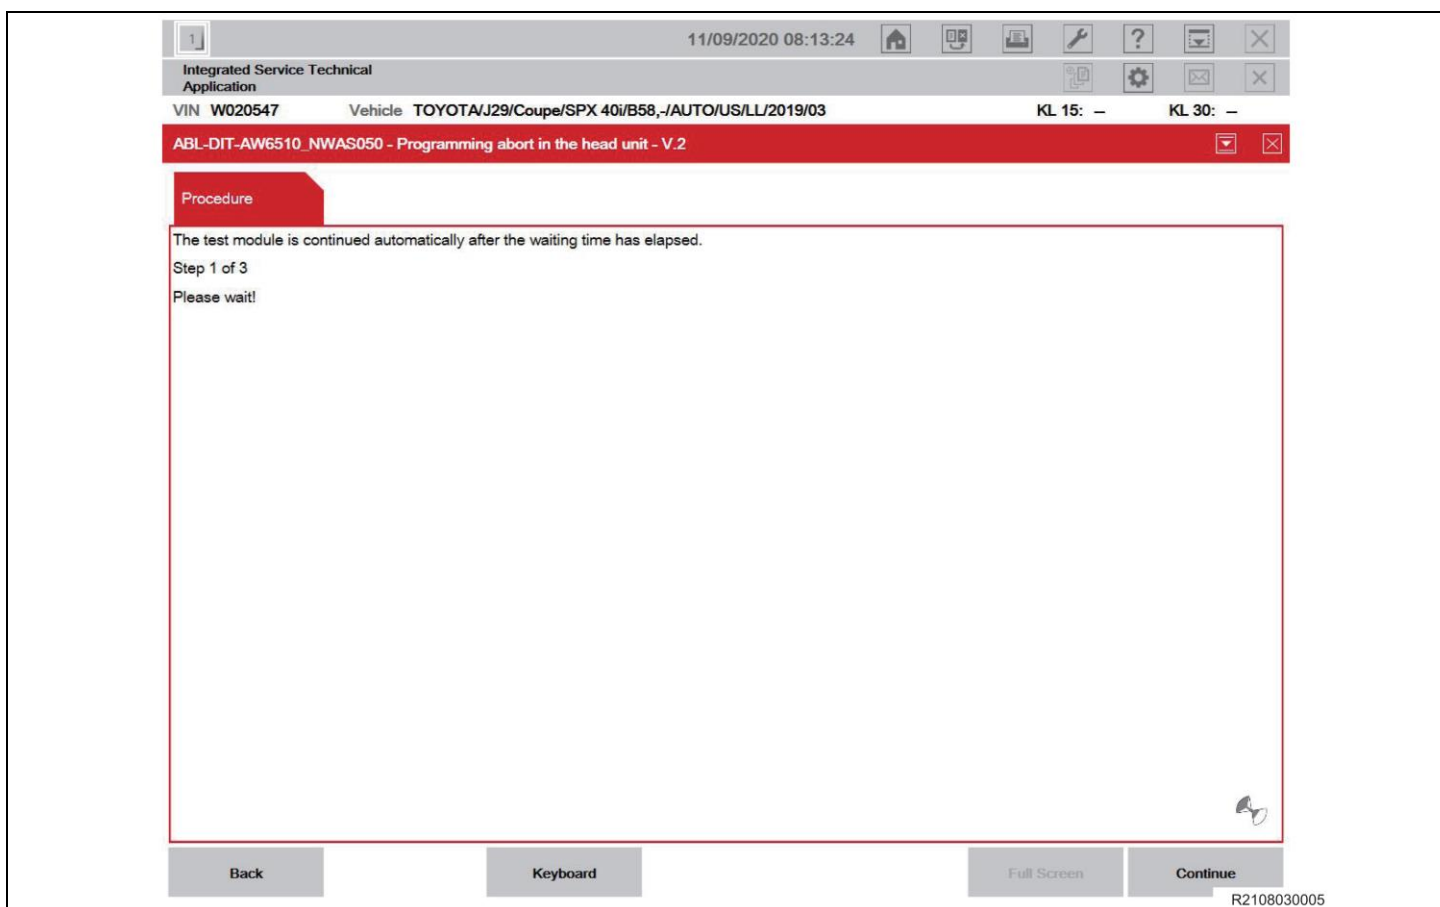 1
11/09/2020 08:13:24
?
Integrated Service Technical
Application
VIN W020547 Vehicle TOYOTA/J29/Coupe/SPX 40i/B58,-/AUTO/US/LL/2019/03 KL 15: -- KL 30: --
ABL-DIT-AW6510_NWAS050 - Programming abort in the head unit - V.2
Procedure
The test module is continued automatically after the waiting time has elapsed.
Step 1 of 3
Please wait!
Back Keyboard Full Screen Continue
R2108030005